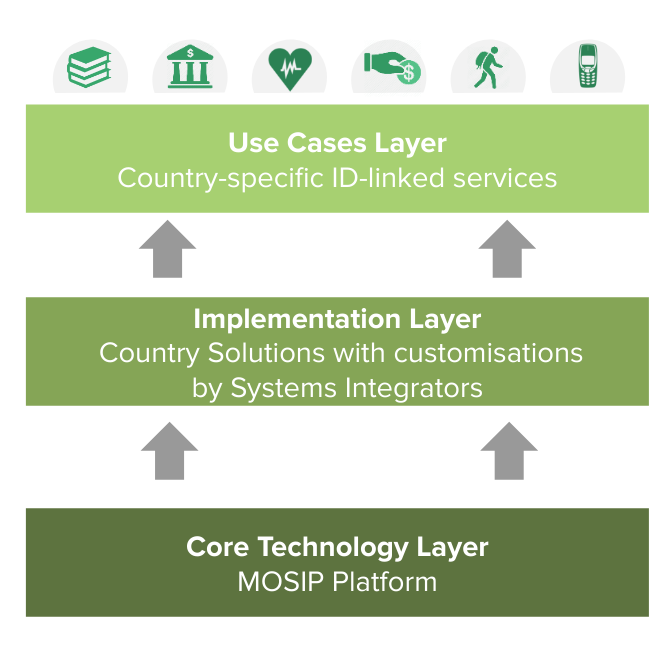 $
$
Use Cases Layer
Country-specific ID-linked services
Implementation Layer
Country Solutions with customisations
by Systems Integrators
Core Technology Layer
MOSIP Platform